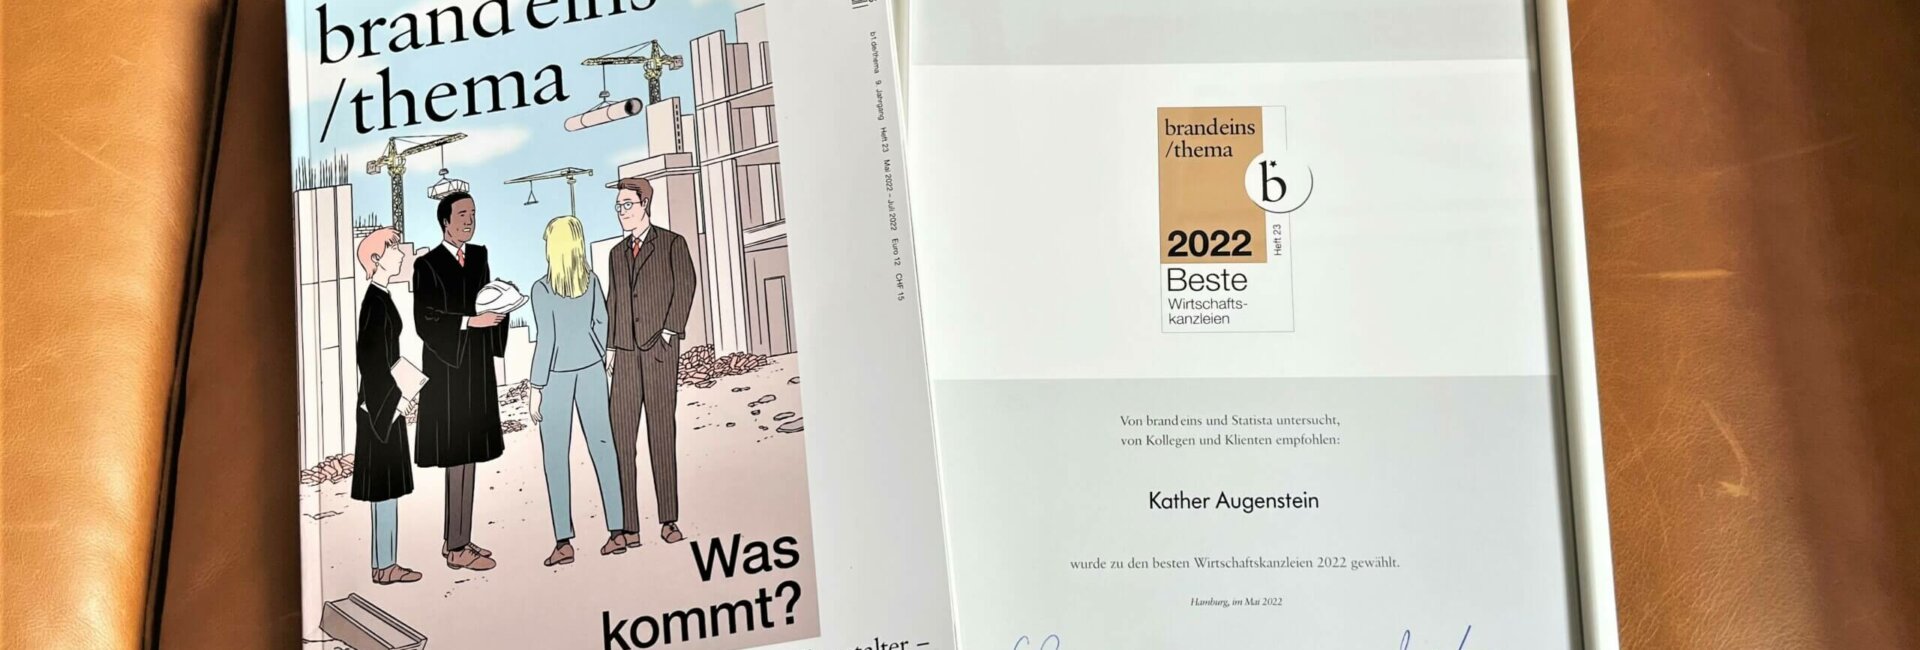 brand eins
/thema
b1.de/thema 9. Jahrgang Heft 23 Mai 2022 – Juli 2022 Euro 12 CHF 15
Was
kommt?
brandeins
/thema
b
2022
Heft 23
Beste
Wirtschafts-
kanzleien
Von brandeins und Statista untersucht,
von Kollegen und Klienten empfohlen:
Kather Augenstein
wurde zu den besten Wirtschaftskanzleien 2022 gewählt.
Hamburg, im Mai 2022